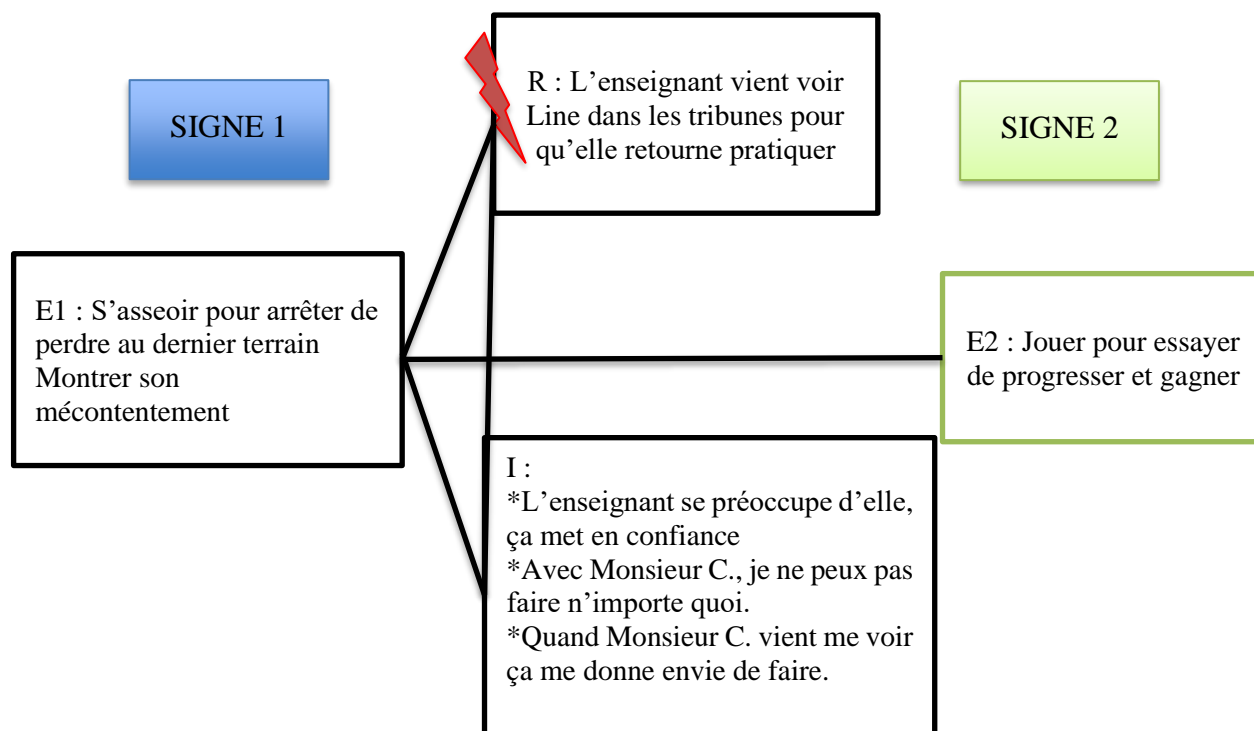 SIGNE 1
R : L’enseignant vient voir
Line dans les tribunes pour
qu’elle retourne pratiquer
SIGNE 2
E1 : S’asseoir pour arrêter de
perdre au dernier terrain
Montrer son
mécontentement
E2 : Jouer pour essayer
de progresser et gagner
I :
*L’enseignant se préoccupe d’elle,
ça met en confiance
*Avec Monsieur C., je ne peux pas
faire n’importe quoi.
*Quand Monsieur C. vient me voir
ça me donne envie de faire.